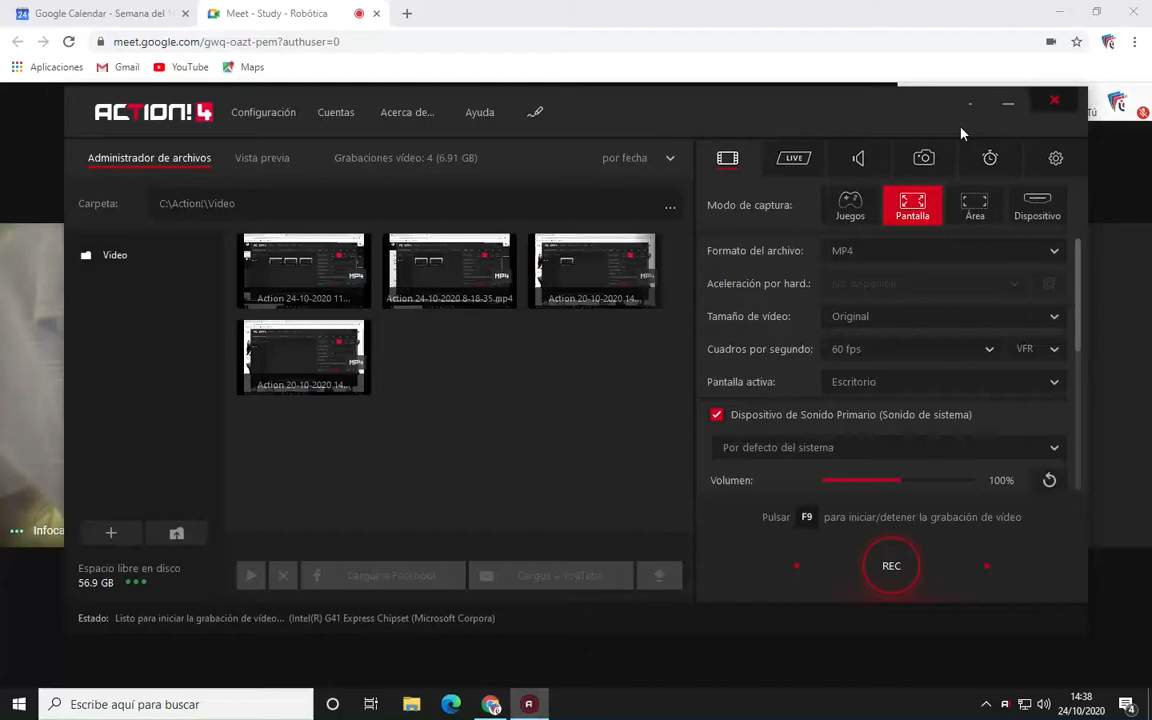 Google Calendar - Semana del 1
Meet - Study - Robótica
meet.google.com/gwq-oazt-pem?authuser=0
Aplicaciones
Gmail
YouTube
Maps
Tú
ACTION! 4
Configuración
Cuentas
Acerca de...
Ayuda
Administrador de archivos
Vista previa
Grabaciones vídeo: 4 (6.91 GB)
por fecha
LIVE
Carpeta:
C:\Action!\Video
...
Modo de captura:
Juegos
Pantalla
Área
Dispositivo
Video
MP4
Action 24-10-2020 11...
MP4
Action 24-10-2020 8-18-35.mp4
MP4
Action 20-10-2020 14...
MP4
Action 20-10-2020 14...
Formato del archivo:
MP4
Aceleración por hard.:
Tamaño de vídeo:
Original
Cuadros por segundo:
60 fps
VFR
Pantalla activa:
Escritorio
Dispositivo de Sonido Primario (Sonido de sistema)
Por defecto del sistema
Volumen:
100%
Pulsar F9 para iniciar/detener la grabación de vídeo
REC
Infoca
Espacio libre en disco
56.9 GB
Estado: Listo para iniciar la grabación de vídeo... (Intel(R) G41 Express Chipset (Microsoft Corpora)
Escribe aquí para buscar
14:38
24/10/2020
4